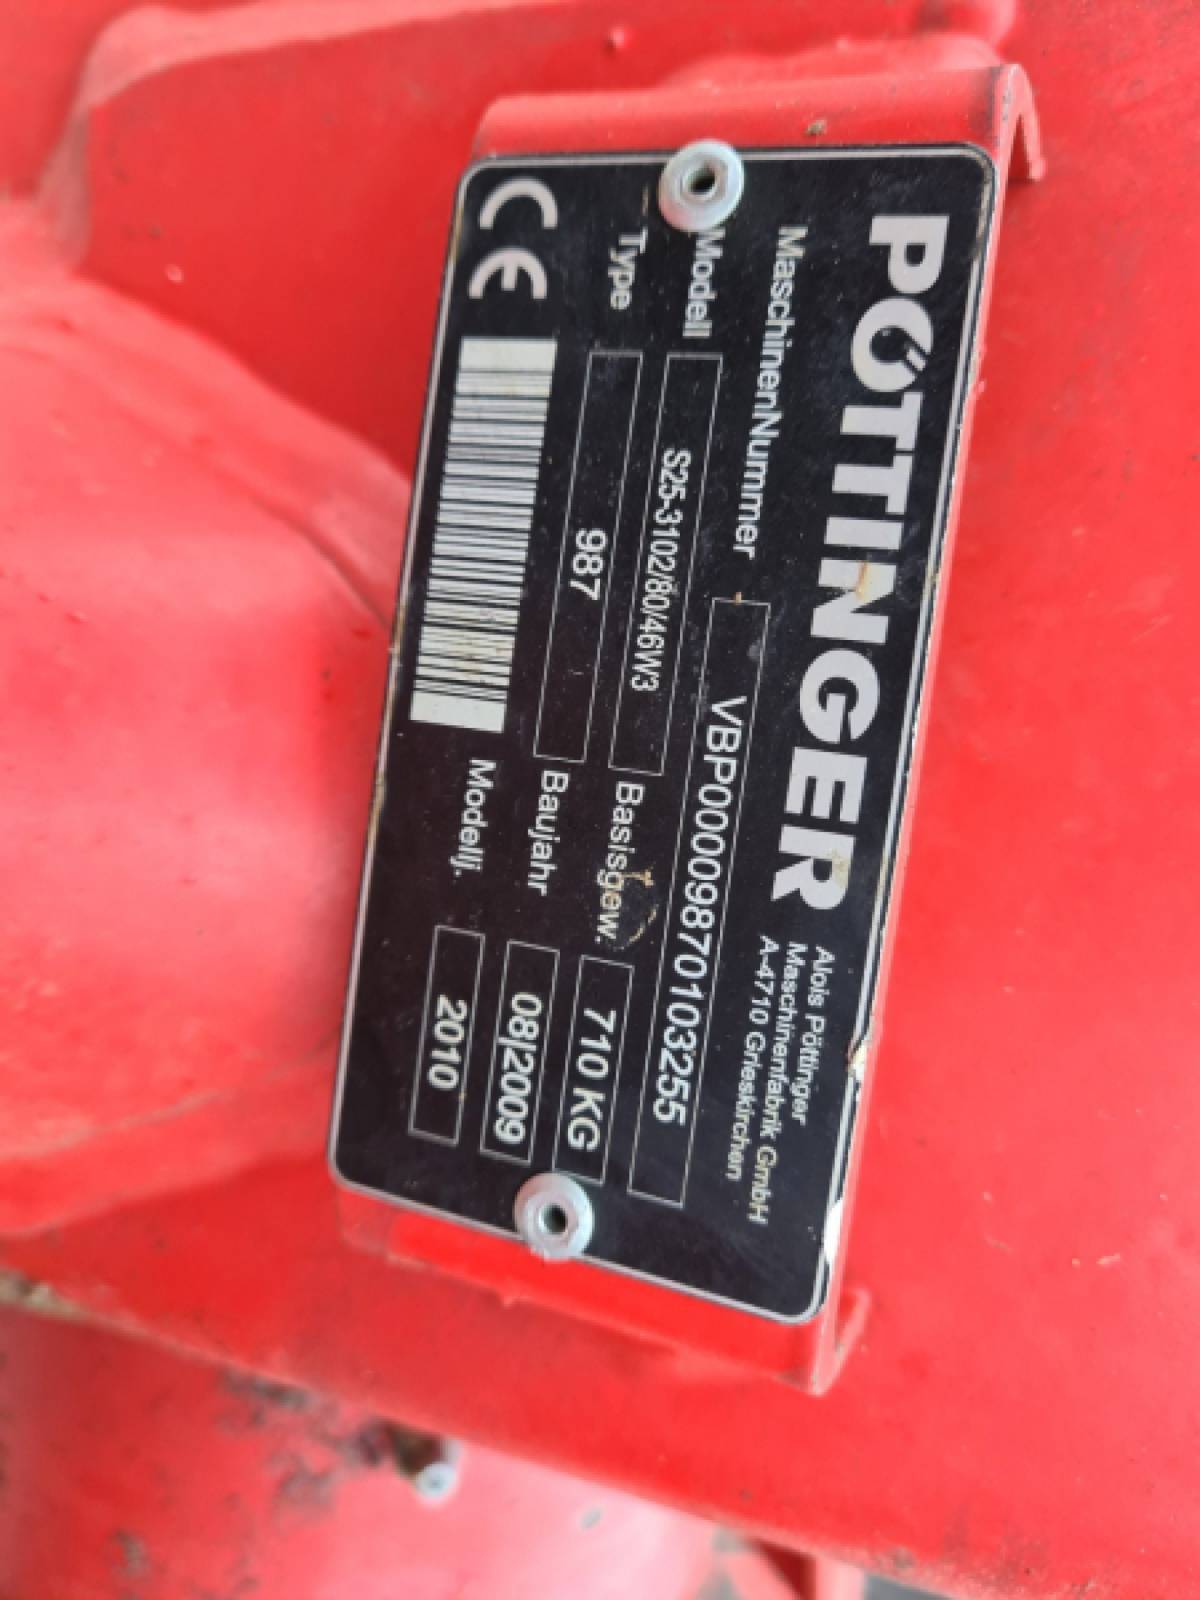 PÖTTINGER
Alois Pöttinger
Maschinenfabrik GmbH
A-4710 Grieskirchen
MaschinenNummer VBP00009870103255
Modell S25-3102/80/46W3 Basisgew. 710 KG
Type 987 Baujahr 08|2009
CE Modellj. 2010